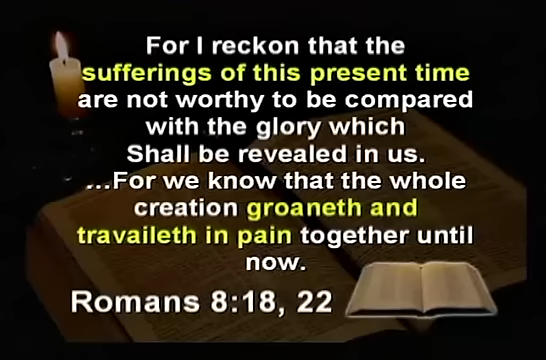 For I reckon that the
sufferings of this present time
are not worthy to be compared
with the glory which
Shall be revealed in us.
...For we know that the whole
creation groaneth and
travaileth in pain together until
now.
Romans 8:18, 22